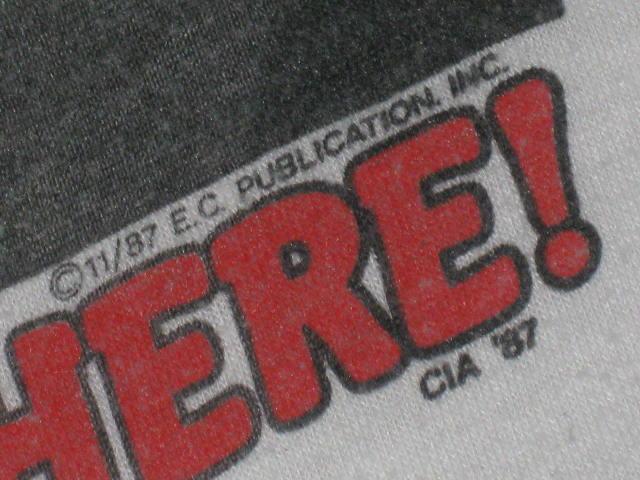 ©11/87 E.C. PUBLICATION, INC.
HERE!
CIA '87